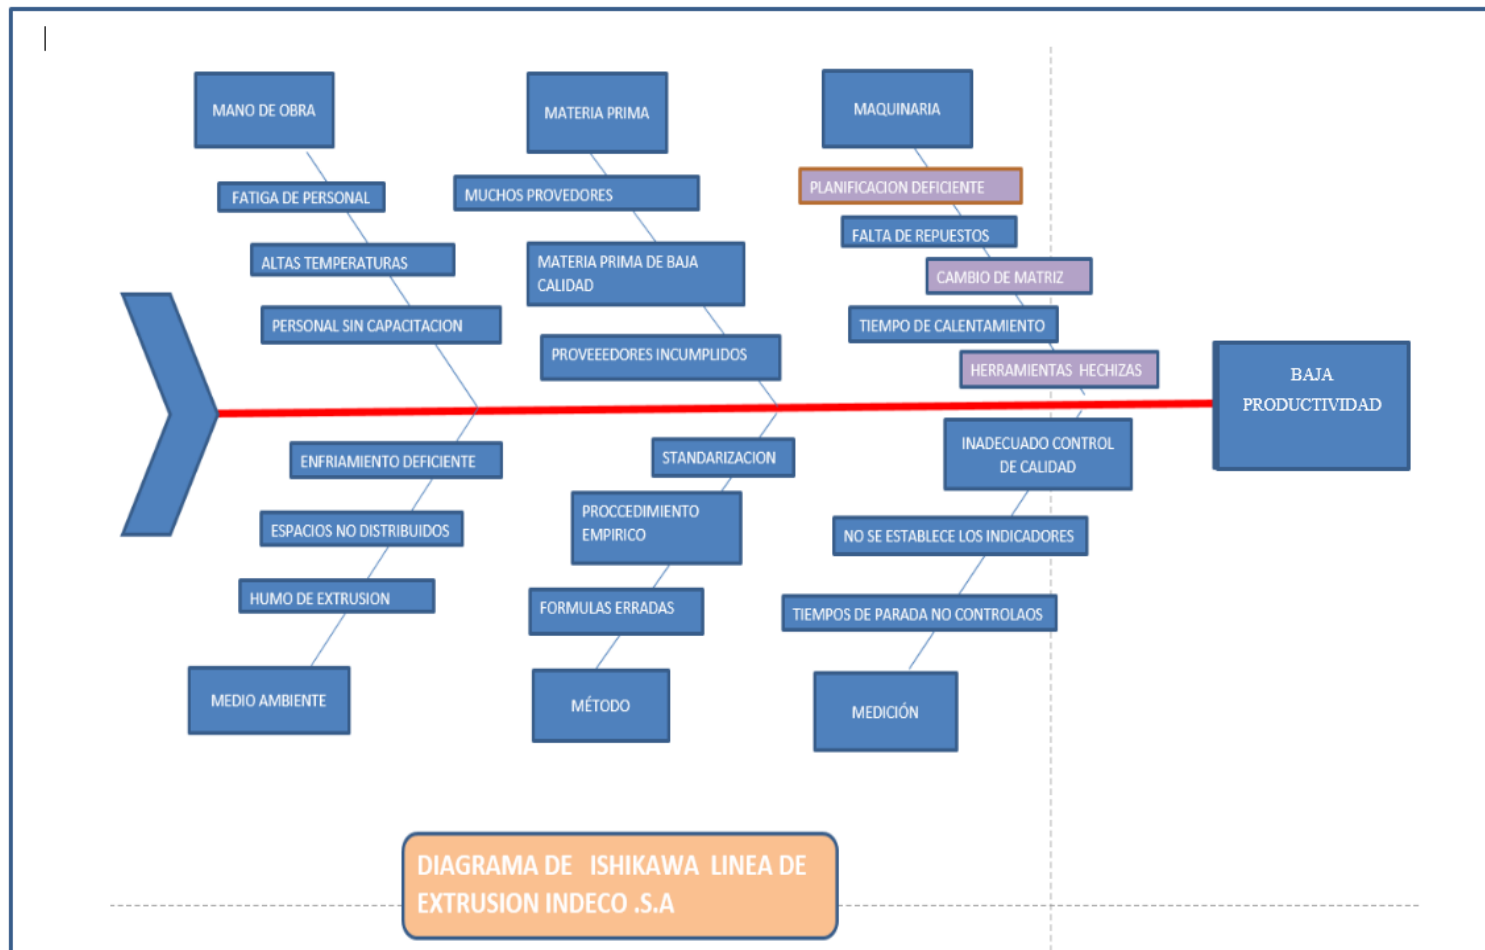 MANO DE OBRA
MATERIA PRIMA
MAQUINARIA
FATIGA DE PERSONAL
ALTAS TEMPERATURAS
PERSONAL SIN CAPACITACION
MUCHOS PROVEDORES
MATERIA PRIMA DE BAJA
CALIDAD
PROVEEEDORES INCUMPLIDOS
PLANIFICACION DEFICIENTE
FALTA DE REPUESTOS
CAMBIO DE MATRIZ
TIEMPO DE CALENTAMIENTO
HERRAMIENTAS HECHIZAS
BAJA
PRODUCTIVIDAD
ENFRIAMIENTO DEFICIENTE
ESPACIOS NO DISTRIBUIDOS
HUMO DE EXTRUSION
MEDIO AMBIENTE
STANDARIZACION
PROCCEDIMIENTO
EMPIRICO
FORMULAS ERRADAS
MÉTODO
INADECUADO CONTROL
DE CALIDAD
NO SE ESTABLECE LOS INDICADORES
TIEMPOS DE PARADA NO CONTROLAOS
MEDICIÓN
DIAGRAMA DE ISHIKAWA LINEA DE
EXTRUSION INDECO .S.A